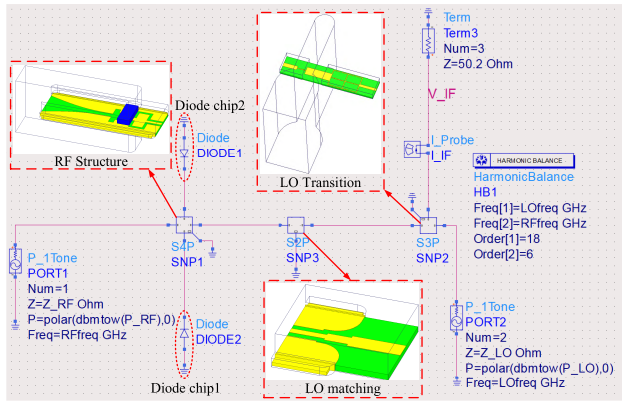 Term
Term3
Num=3
Z=50.2 Ohm
V_IF
I_Probe
I_IF
HARMONIC BALANCE
HarmonicBalance
HB1
Freq[1]=LOfreq GHz
Freq[2]=RFfreq GHz
Order[1]=18
Order[2]=6
RF Structure
Diode chip2
Diode
DIODE1
LO Transition
S4P
SNP1
S2P
SNP3
S3P
SNP2
P_1Tone
PORT1
Num=1
Z=Z_RF Ohm
P=polar(dbmtow(P_RF),0)
Freq=RFfreq GHz
Diode
DIODE2
Diode chip1
LO matching
P_1Tone
PORT2
Num=2
Z=Z_LO Ohm
P=polar(dbmtow(P_LO),0)
Freq=LOfreq GHz